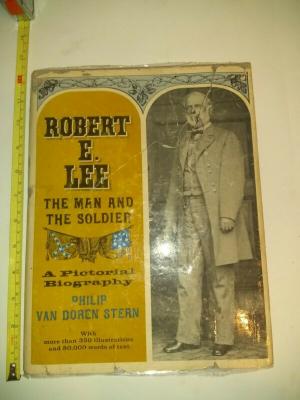 ROBERT
E.
LEE
THE MAN AND
THE SOLDIER
A Pictorial
Biography
PHILIP
VAN DOREN STERN
With
more than 350 illustrations
and 80,000 words of text.